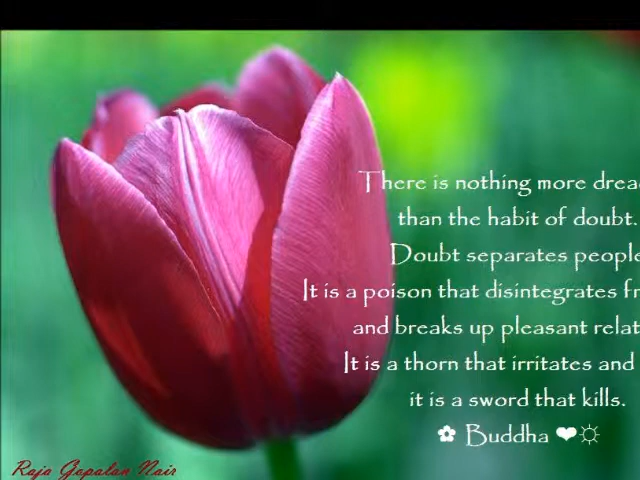 There is nothing more
than the habit of doubt.
Doubt separates people
It is a poison that disintegrates
and breaks up pleasant
It is a thorn that irritates and
it is a sword that kills.
✿ Buddha ❤☼
Raja Gopalan Nair